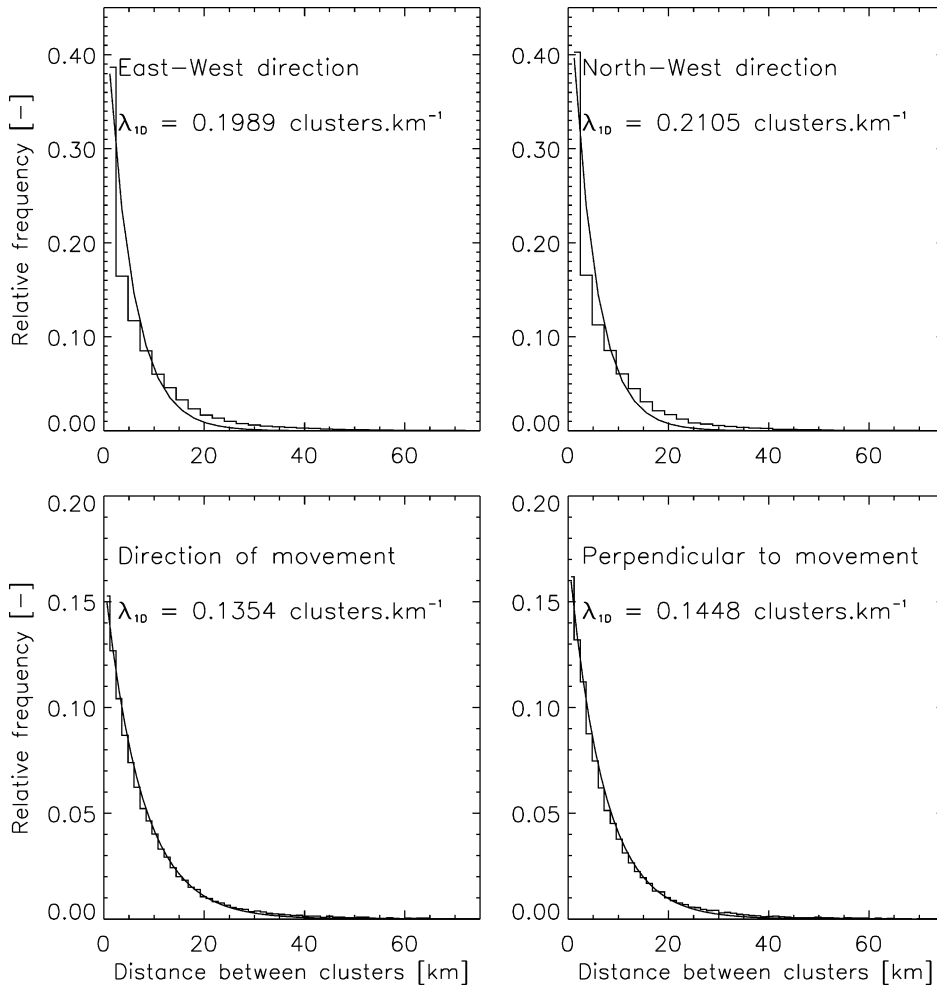 East-West direction
λ1D = 0.1989 clusters.km⁻¹
Relative frequency [-]
0.40
0.30
0.20
0.10
0.00
0 20 40 60
North-West direction
λ1D = 0.2105 clusters.km⁻¹
0.40
0.30
0.20
0.10
0.00
0 20 40 60
Direction of movement
λ1D = 0.1354 clusters.km⁻¹
Relative frequency [-]
0.20
0.15
0.10
0.05
0.00
0 20 40 60
Distance between clusters [km]
Perpendicular to movement
λ1D = 0.1448 clusters.km⁻¹
0.20
0.15
0.10
0.05
0.00
0 20 40 60
Distance between clusters [km]